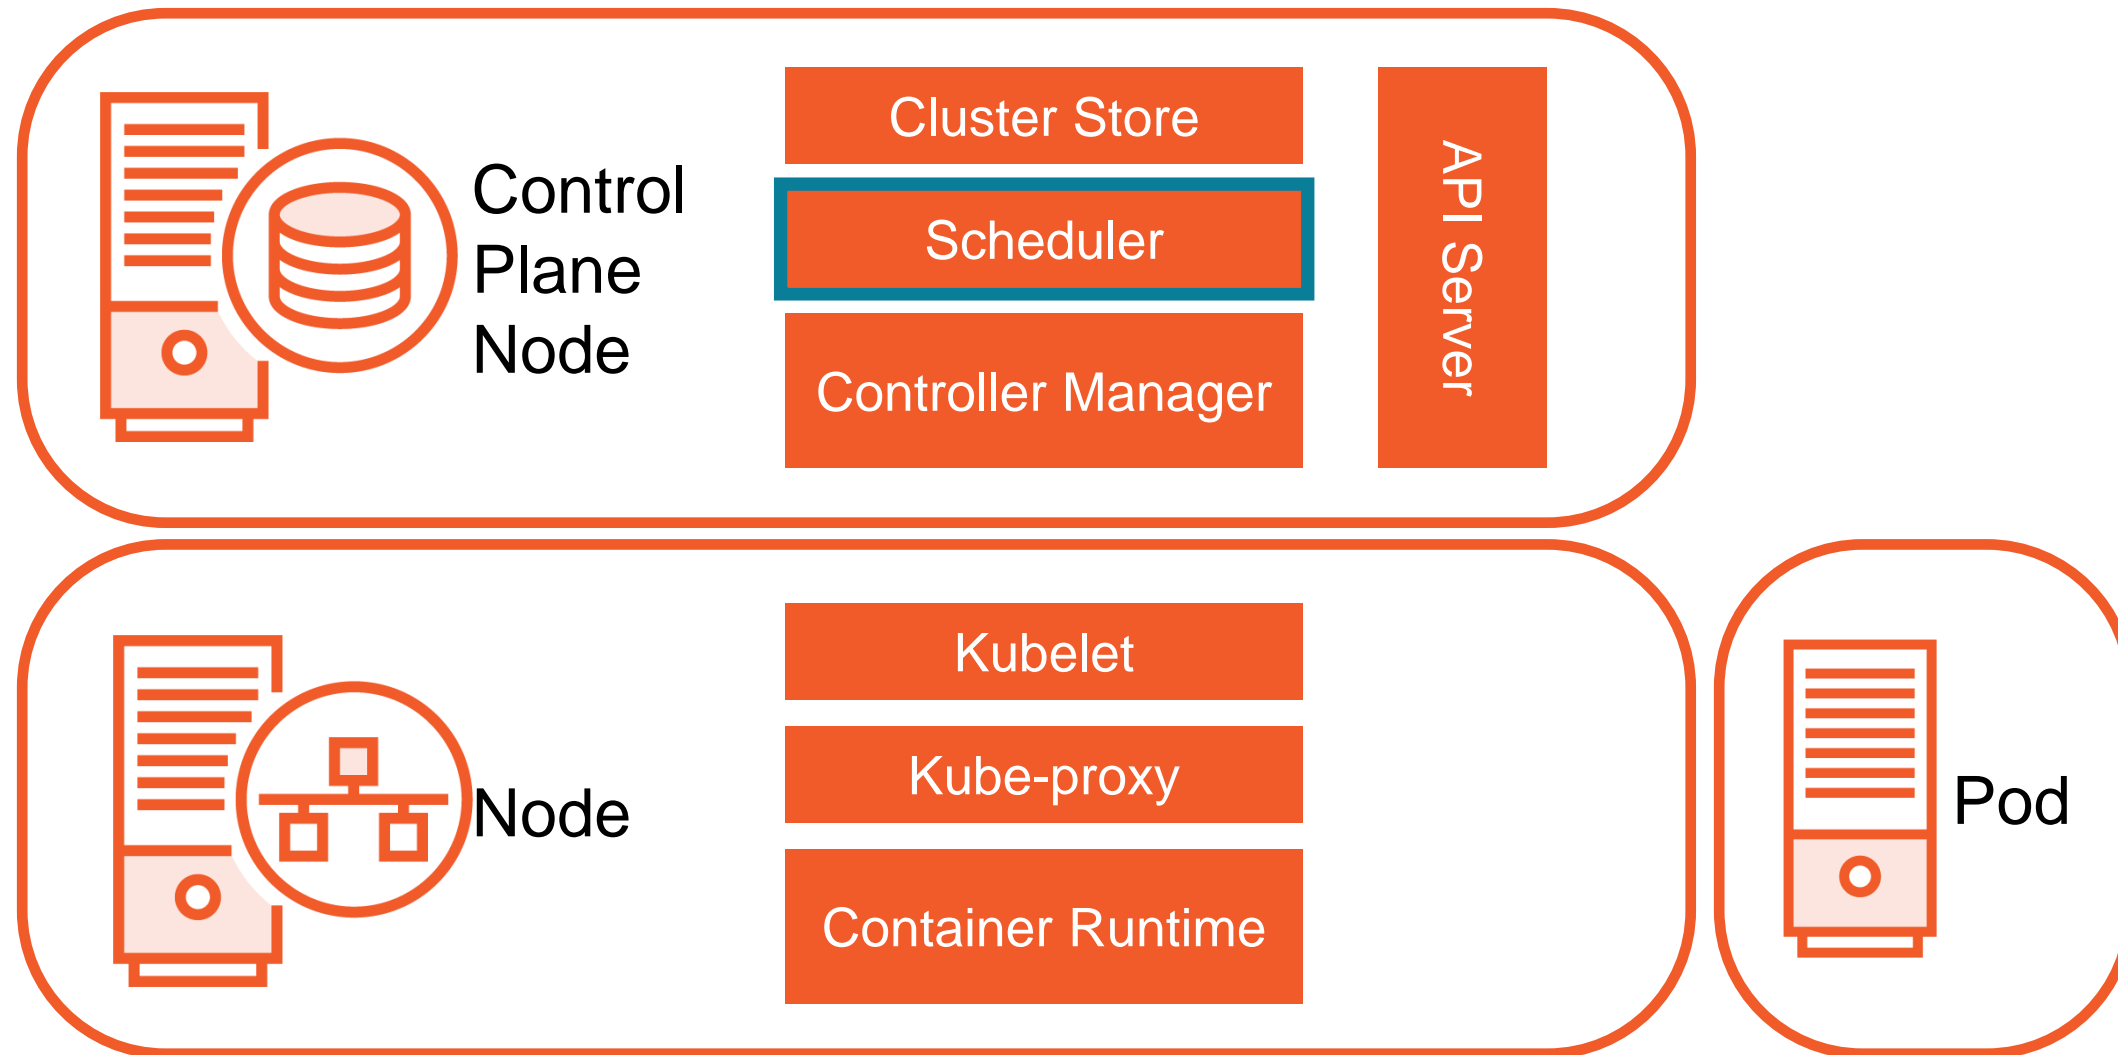 Control
Plane
Node
Cluster Store
Scheduler
Controller Manager
API Server
Node
Kubelet
Kube-proxy
Container Runtime
Pod